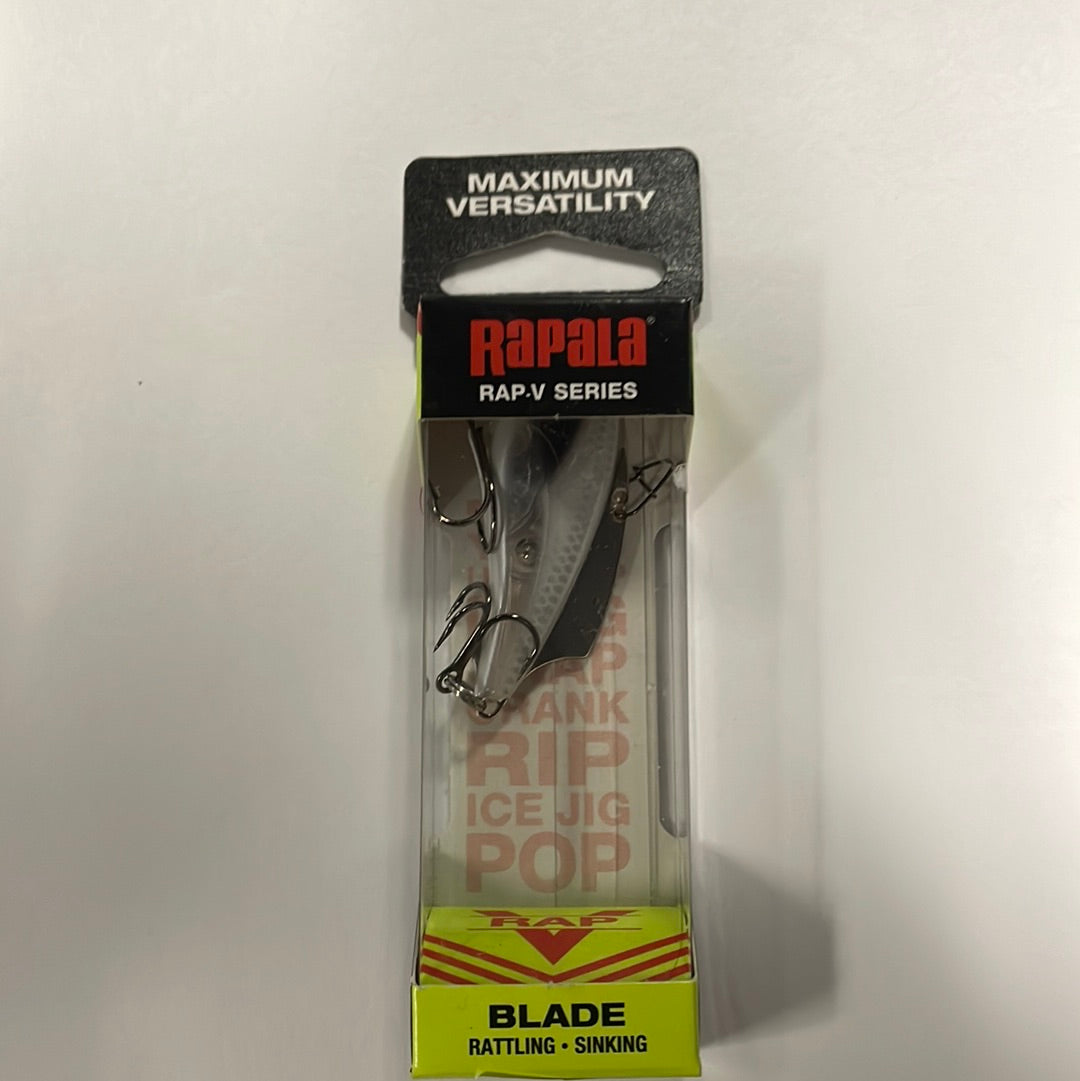 MAXIMUM
VERSATILITY
RAPALA®
RAP-V SERIES
CRANK
RIP
ICE JIG
POP
RAP
V
BLADE
RATTLING • SINKING